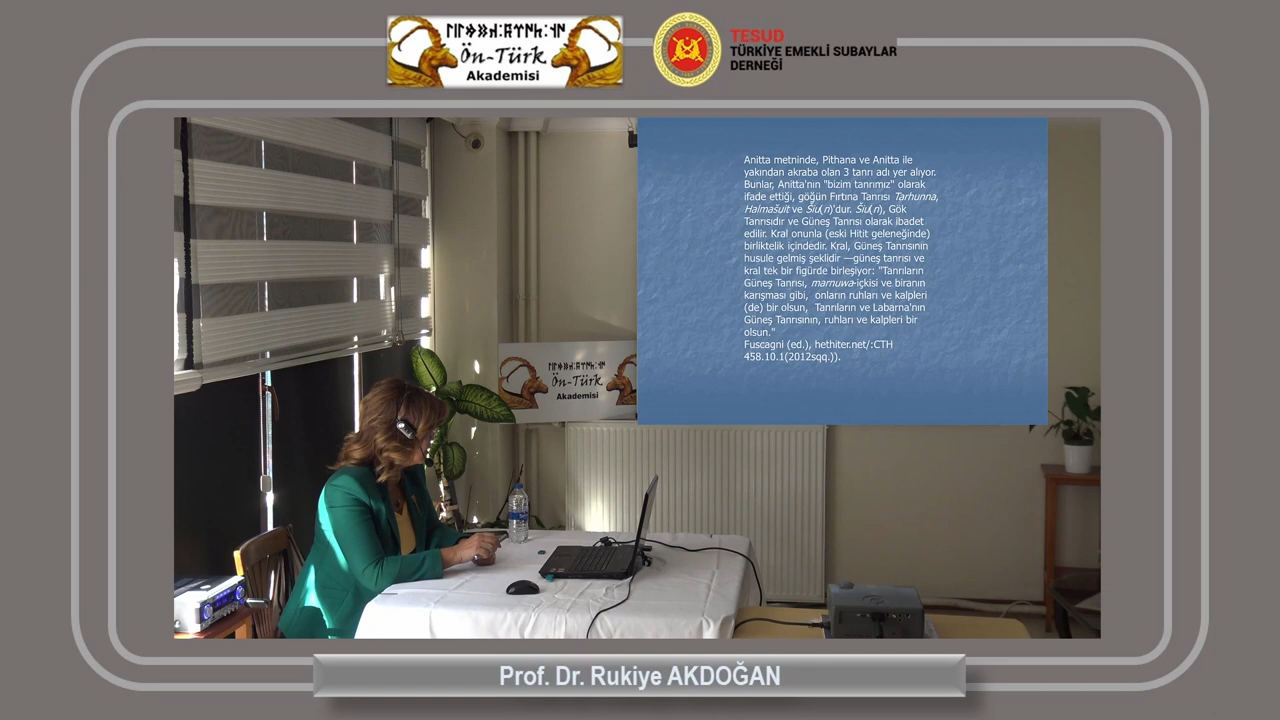 Ön-Türk
Akademisi
TESUD
TÜRKİYE EMEKLİ SUBAYLAR
DERNEĞİ
Anitta metninde, Pithana ve Anitta ile
yakından akraba olan 3 tanrı adı yer alıyor.
Bunlar, Anitta'nın "bizim tanrımız" olarak
ifade ettiği, göğün Fırtına Tanrısı Tarhunna,
Halmašuit ve Šiu(n)'dur. Šiu(n), Gök
Tanrısıdır ve Güneş Tanrısı olarak ibadet
edilir. Kral onunla (eski Hitit geleneğinde)
birliktelik içindedir. Kral, Güneş Tanrısının
husule gelmiş şeklidir —güneş tanrısı ve
kral tek bir figürde birleşiyor: "Tanrıların
Güneş Tanrısı, marnuwa-içkisi ve biranın
karışması gibi, onların ruhları ve kalpleri
(de) bir olsun, Tanrıların ve Labarna'nın
Güneş Tanrısının, ruhları ve kalpleri bir
olsun."
Fuscagni (ed.), hethiter.net/:CTH
458.10.1(2012sqq.)).
Ön-Türk
Akademisi
Prof. Dr. Rukiye AKDOĞAN